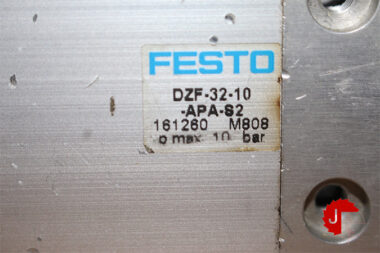 FESTO
DZF-32-10
-APA-S2
161260 M808
p max. 10 bar
J